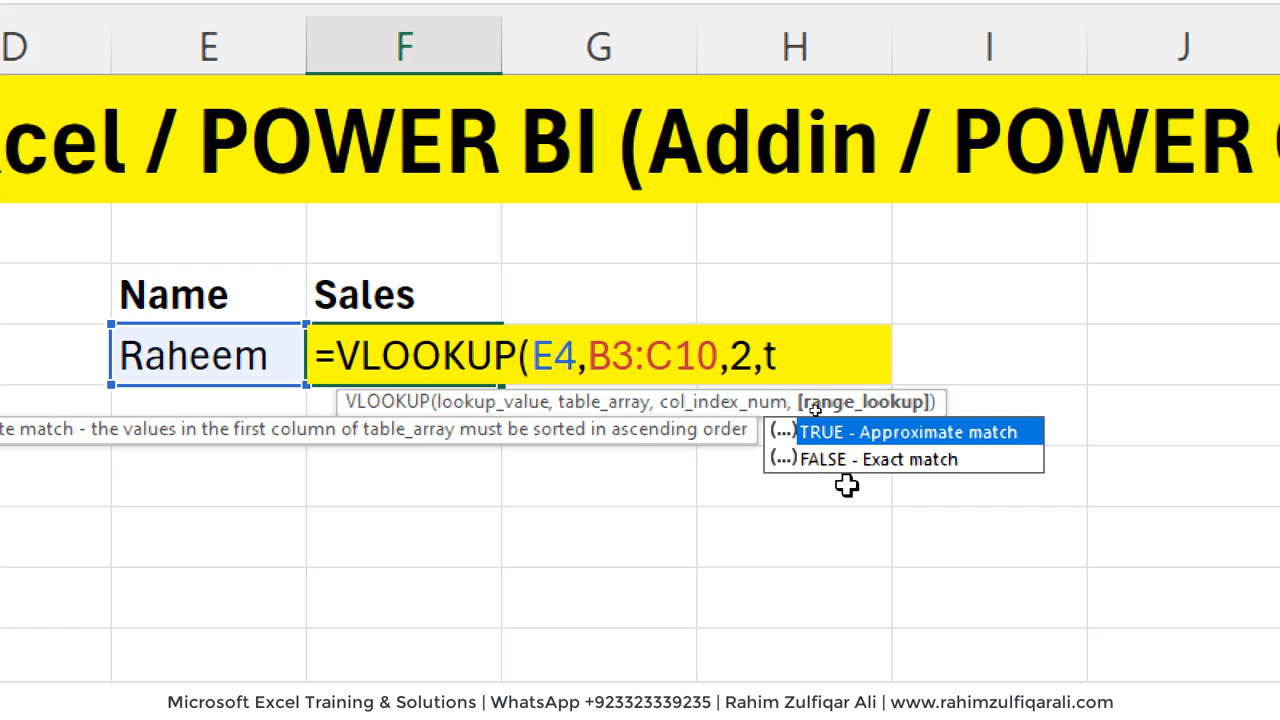 D E F G H I J
cel / POWER BI (Addin / POWER
Name Sales
Raheem =VLOOKUP(E4,B3:C10,2,t
VLOOKUP(lookup_value, table_array, col_index_num, [range_lookup])
te match - the values in the first column of table_array must be sorted in ascending order
(...) TRUE - Approximate match
(...) FALSE - Exact match
Microsoft Excel Training & Solutions | WhatsApp +923323339235 | Rahim Zulfiqar Ali | www.rahimzulfiqarali.com